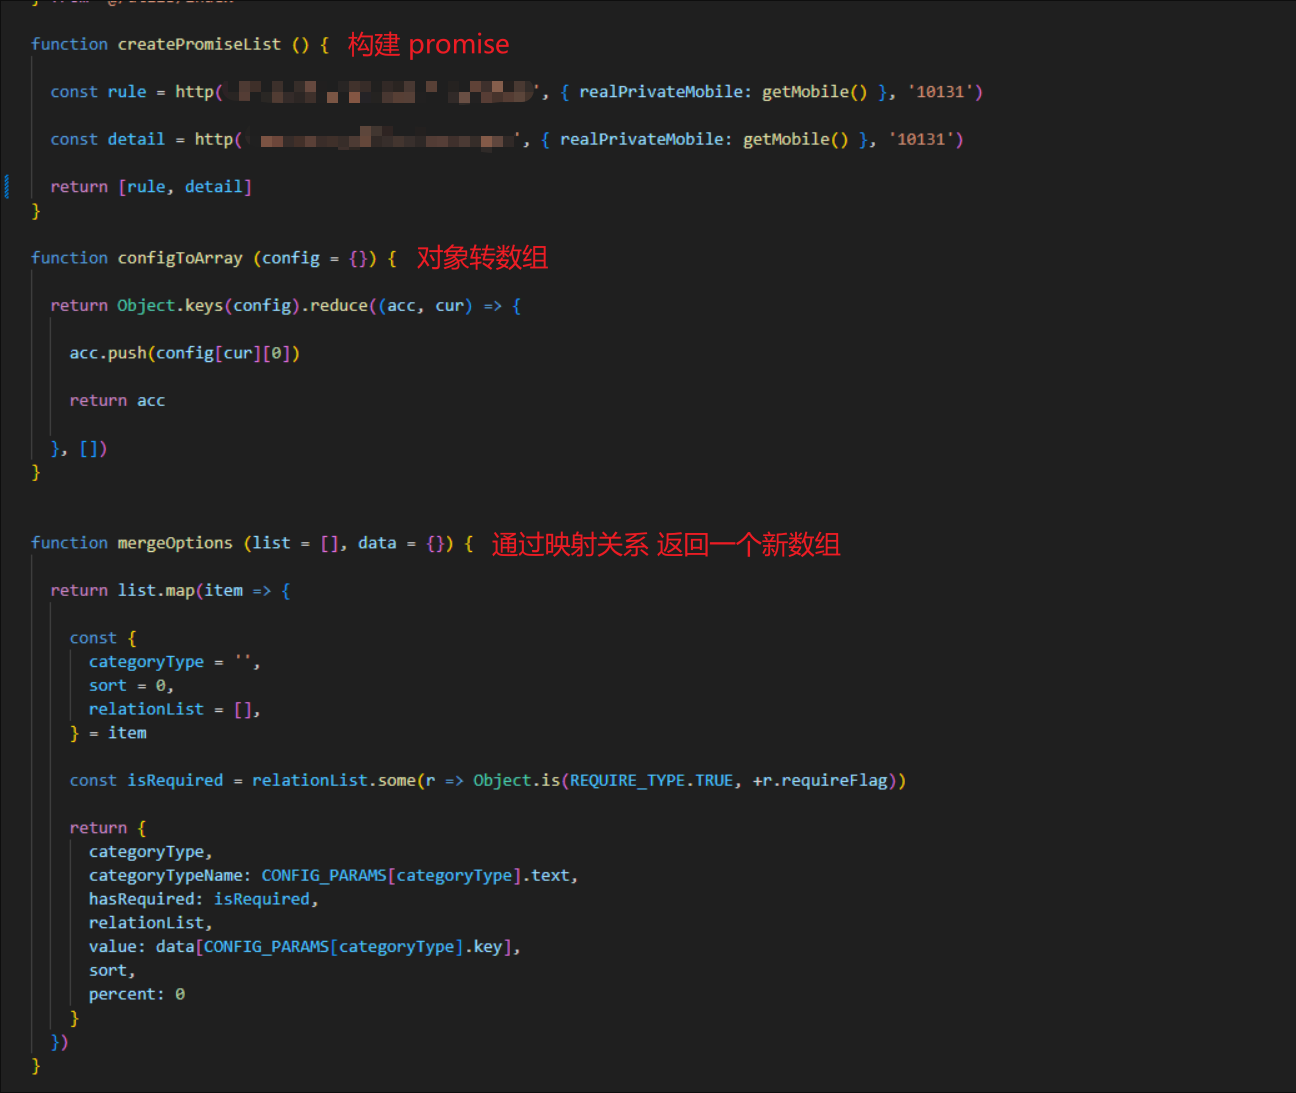 function createPromiseList () { 构建 promise
const rule = http( ', { realPrivateMobile: getMobile() }, '10131')
const detail = http( ', { realPrivateMobile: getMobile() }, '10131')
return [rule, detail]
}
function configToArray (config = {}) { 对象转数组
return Object.keys(config).reduce((acc, cur) => {
acc.push(config[cur][0])
return acc
}, [])
}
function mergeOptions (list = [], data = {}) { 通过映射关系 返回一个新数组
return list.map(item => {
const {
categoryType = '',
sort = 0,
relationList = [],
} = item
const isRequired = relationList.some(r => Object.is(REQUIRE_TYPE.TRUE, +r.requireFlag))
return {
categoryType,
categoryTypeName: CONFIG_PARAMS[categoryType].text,
hasRequired: isRequired,
relationList,
value: data[CONFIG_PARAMS[categoryType].key],
sort,
percent: 0
}
})
}